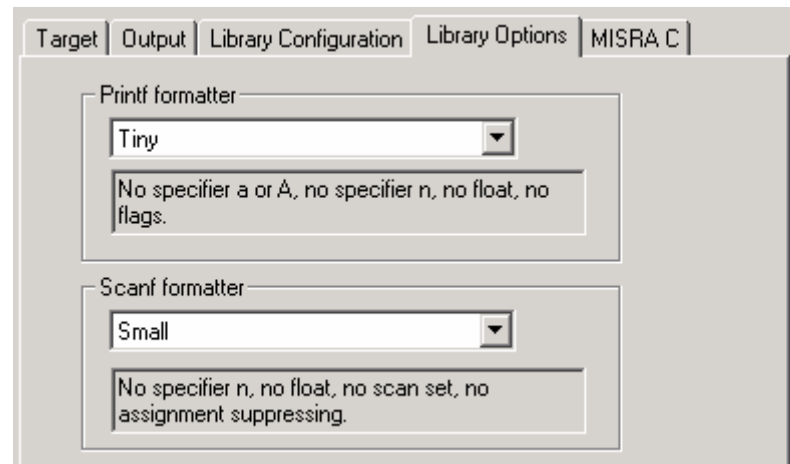 Target Output Library Configuration Library Options MISRA C
Printf formatter
Tiny
No specifier a or A, no specifier n, no float, no
flags.
Scanf formatter
Small
No specifier n, no float, no scan set, no
assignment suppressing.